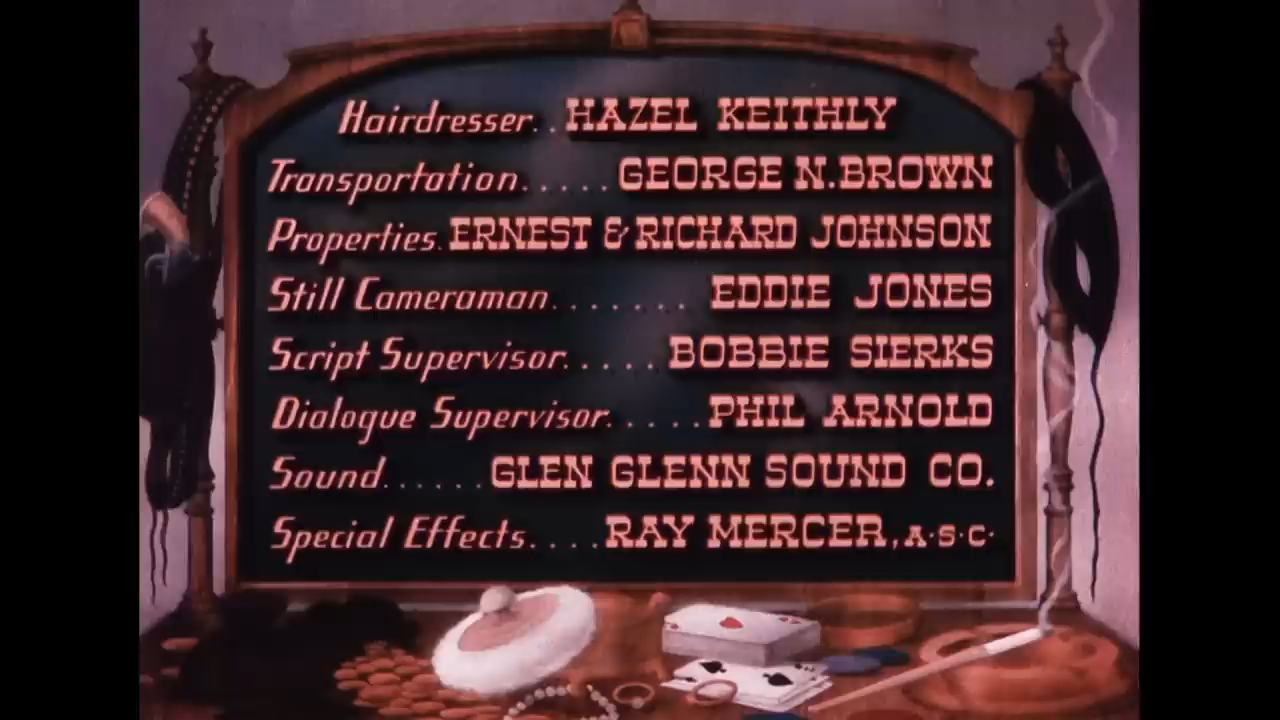 Hairdresser.. HAZEL KEITHLY
Transportation..... GEORGE N. BROWN
Properties. ERNEST & RICHARD JOHNSON
Still Cameraman....... EDDIE JONES
Script Supervisor..... BOBBIE SIERKS
Dialogue Supervisor..... PHIL ARNOLD
Sound...... GLEN GLENN SOUND CO.
Special Effects.... RAY MERCER, A·S·C·